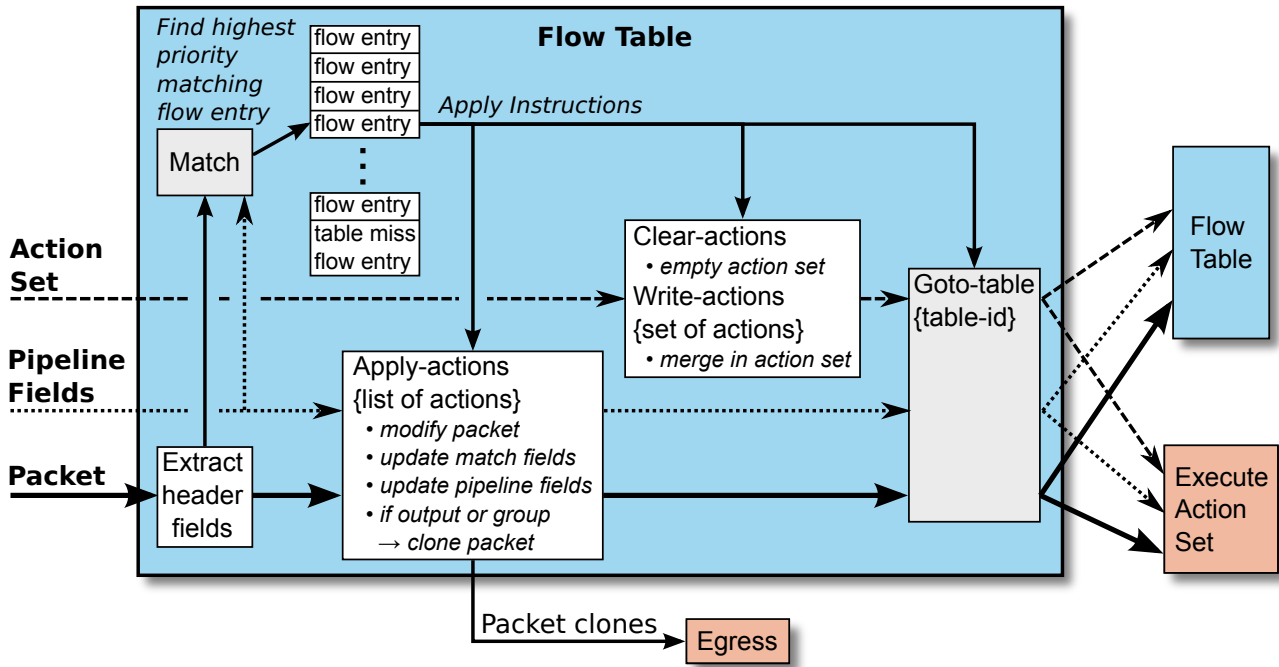 Find highest
priority
matching
flow entry
flow entry
flow entry
flow entry
flow entry
Flow Table
Apply Instructions
Match
flow entry
table miss
flow entry
Action
Set
Clear-actions
• empty action set
Write-actions
{set of actions}
• merge in action set
Goto-table
{table-id}
Flow
Table
Pipeline
Fields
Apply-actions
{list of actions}
• modify packet
• update match fields
• update pipeline fields
• if output or group
→ clone packet
Packet
Extract
header
fields
Execute
Action
Set
Packet clones
Egress